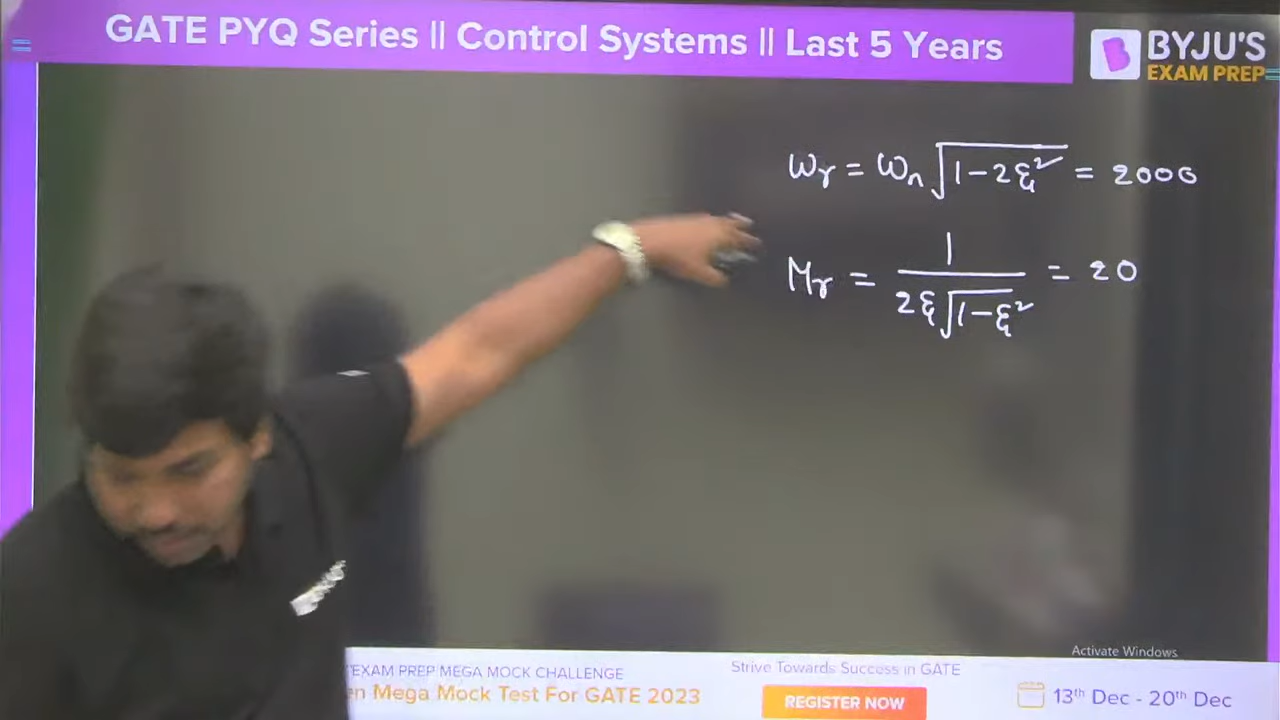 GATE PYQ Series || Control Systems || Last 5 Years
BYJU'S
EXAM PREP
ωr = ωn √(1-2ξ²) = 2000
Mr = 1 / (2ξ√(1-ξ²)) = 20
Activate Windows
EXAM PREP MEGA MOCK CHALLENGE
en Mega Mock Test For GATE 2023
Strive Towards Success in GATE
REGISTER NOW
13th Dec - 20th Dec